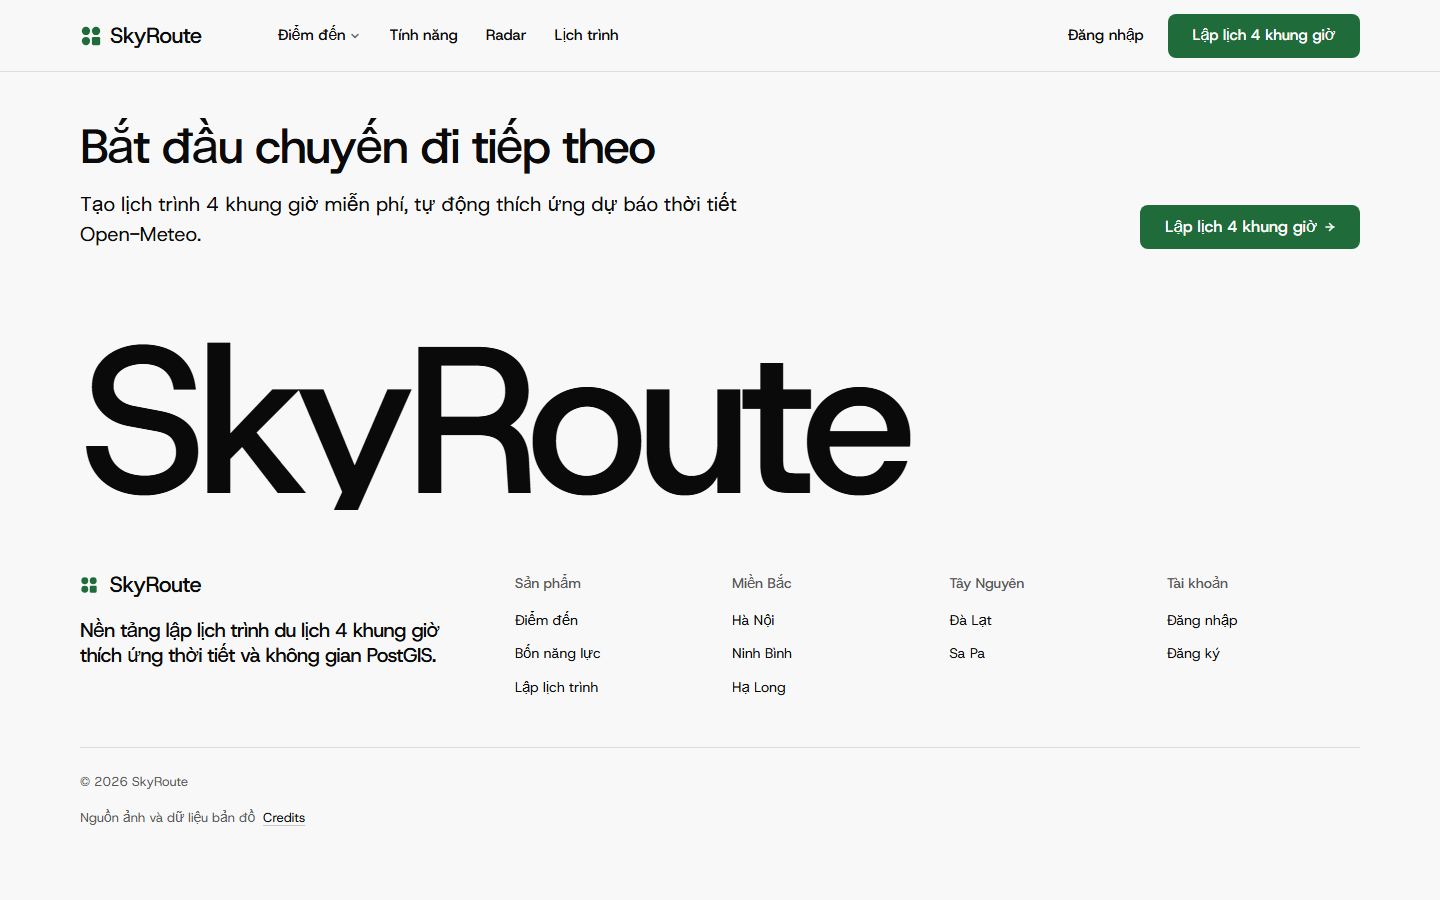 SkyRoute
Điểm đến
Tính năng
Radar
Lịch trình
Đăng nhập
Lập lịch 4 khung giờ
Bắt đầu chuyến đi tiếp theo
Tạo lịch trình 4 khung giờ miễn phí, tự động thích ứng dự báo thời tiết
Open-Meteo.
Lập lịch 4 khung giờ →
SkyRoute
SkyRoute
Nền tảng lập lịch trình du lịch 4 khung giờ
thích ứng thời tiết và không gian PostGIS.
Sản phẩm
Điểm đến
Bốn năng lực
Lập lịch trình
Miền Bắc
Hà Nội
Ninh Bình
Hạ Long
Tây Nguyên
Đà Lạt
Sa Pa
Tài khoản
Đăng nhập
Đăng ký
© 2026 SkyRoute
Nguồn ảnh và dữ liệu bản đồ Credits